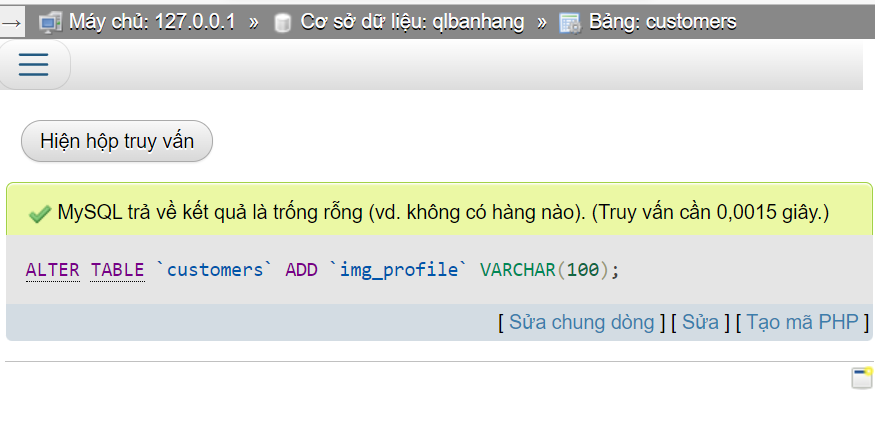 Máy chủ: 127.0.0.1 » Cơ sở dữ liệu: qlbanhang » Bảng: customers
Hiện hộp truy vấn
MySQL trả về kết quả là trống rỗng (vd. không có hàng nào). (Truy vấn cần 0,0015 giây.)
ALTER TABLE `customers` ADD `img_profile` VARCHAR(100);
[ Sửa chung dòng ] [ Sửa ] [ Tạo mã PHP ]